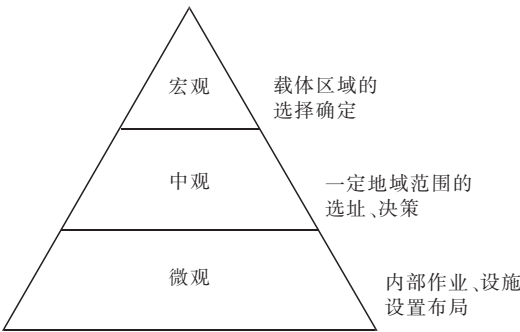 宏观
载体区域的
选择确定
中观
一定地域范围的
选址、决策
微观
内部作业、设施
设置布局